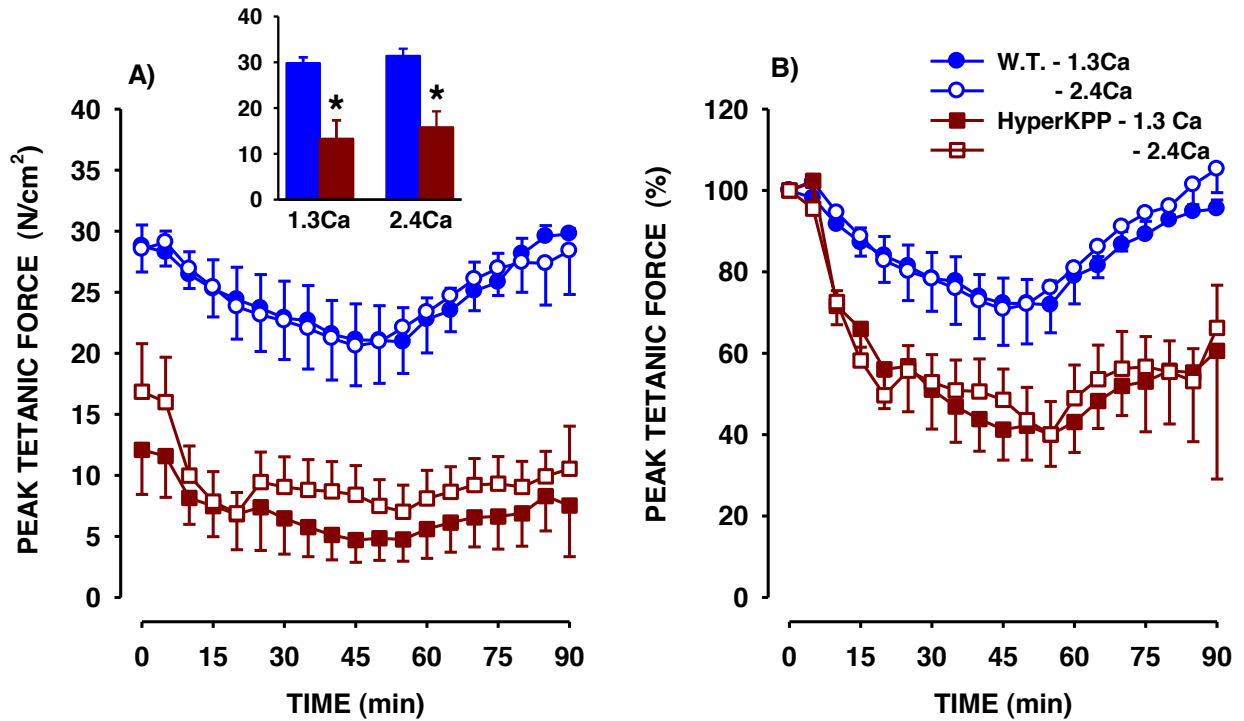 A)
40
30
20
10
0
1.3Ca
2.4Ca
*
*
PEAK TETANIC FORCE (N/cm²)
40
35
30
25
20
15
10
5
0
0 15 30 45 60 75 90
TIME (min)
B)
W.T. - 1.3Ca
- 2.4Ca
HyperKPP - 1.3 Ca
- 2.4Ca
PEAK TETANIC FORCE (%)
120
100
80
60
40
20
0
0 15 30 45 60 75 90
TIME (min)